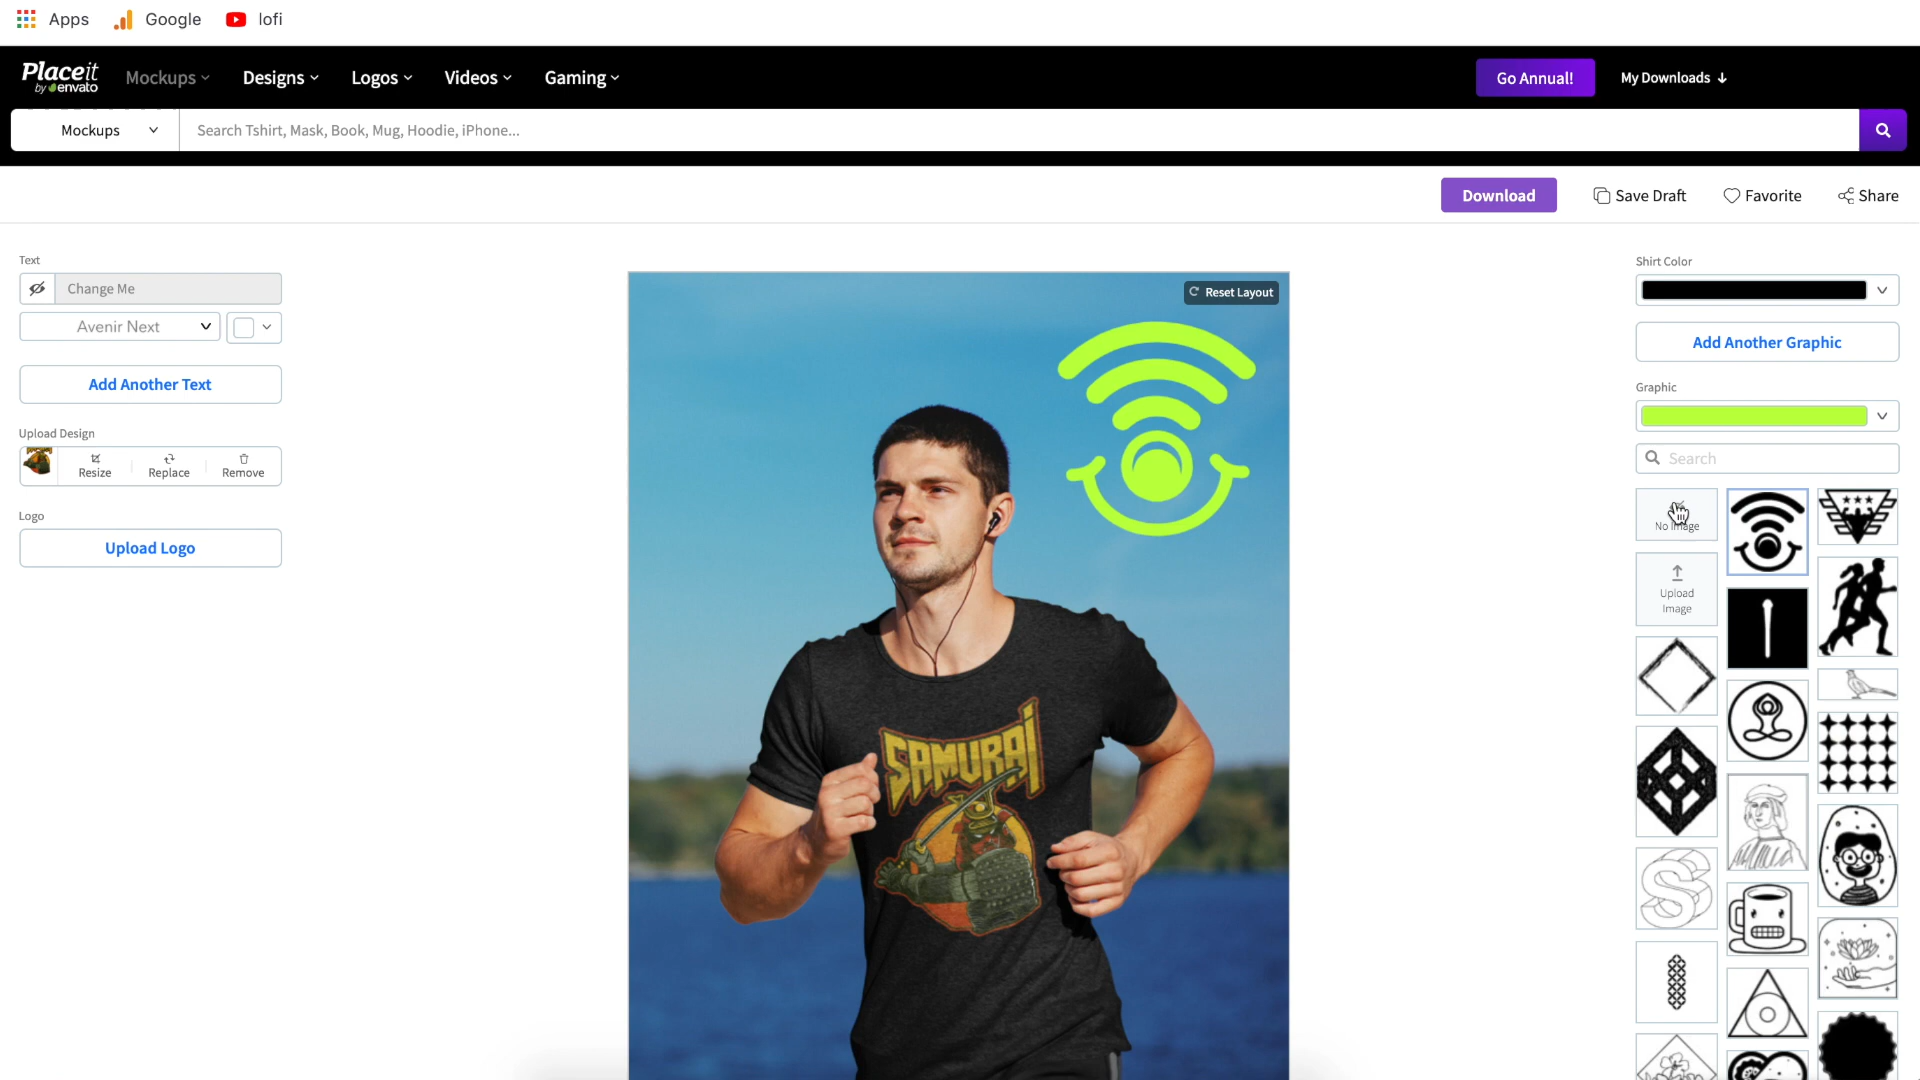 Apps
Google
lofi
Placeit
by envato
Mockups
Designs
Logos
Videos
Gaming
Go Annual!
My Downloads
Mockups
Search Tshirt, Mask, Book, Mug, Hoodie, iPhone...
Download
Save Draft
Favorite
Share
Text
Change Me
Avenir Next
Add Another Text
Upload Design
Resize
Replace
Remove
Logo
Upload Logo
Reset Layout
SAMURAI
Shirt Color
Add Another Graphic
Graphic
Search
No Image
Upload
Image
S